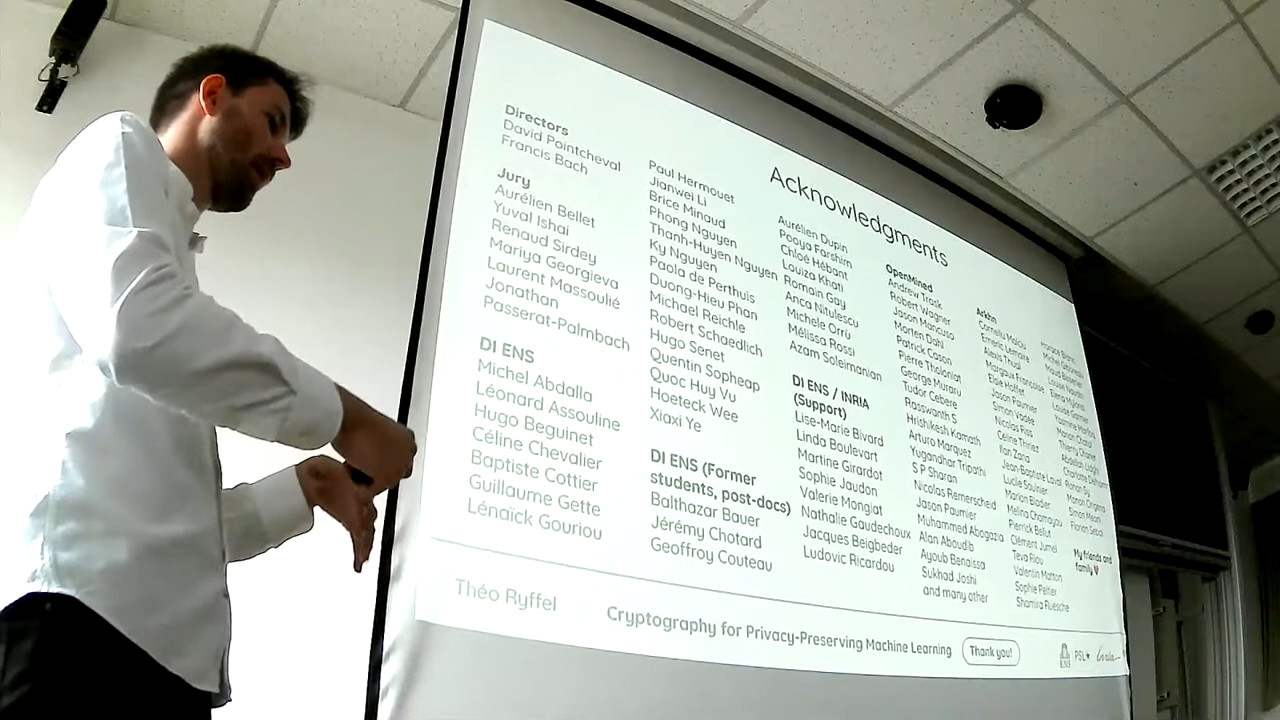 Acknowledgments
Directors
David Pointcheval
Francis Bach
Jury
Aurélien Bellet
Yuval Ishai
Renaud Sirdey
Mariya Georgieva
Laurent Massoulié
Jonathan
Passerat-Palmbach
DI ENS
Michel Abdalla
Léonard Assouline
Hugo Beguinet
Céline Chevalier
Baptiste Cottier
Guillaume Gette
Lénaïck Gouriou
Paul Hermouet
Jianwei Li
Brice Minaud
Phong Nguyen
Thanh-Huyen Nguyen
Ky Nguyen
Paola de Perthuis
Duong-Hieu Phan
Michael Reichle
Robert Schaedlich
Hugo Senet
Quentin Sopheap
Quoc Huy Vu
Hoeteck Wee
Xiaxi Ye
DI ENS (Former
students, post-docs)
Balthazar Bauer
Jérémy Chotard
Geoffroy Couteau
Aurélien Dupin
Pooya Farshim
Chloé Hébant
Louiza Khati
Romain Gay
Anca Nitulescu
Michele Orrù
Mélissa Rossi
Azam Soleimanian
DI ENS / INRIA
(Support)
Lise-Marie Bivard
Linda Boulevart
Martine Girardot
Sophie Jaudon
Valerie Mongiat
Nathalie Gaudechoux
Jacques Beigbeder
Ludovic Ricardou
OpenMined
Andrew Trask
Robert Wagner
Jason Mancuso
Morten Dahl
Patrick Cason
Pierre Tholoniat
George Muraru
Tudor Cebere
Rasswanth S
Hrishikesh Kamath
Arturo Marquez
Yugandhar Tripathi
S P Sharan
Nicolas Remerscheid
Jason Paumier
Muhammed Abogazia
Alan Aboudib
Ayoub Benaissa
Sukhad Joshi
and many other
Arkhn
Corneliu Malciu
Emeric Lemaire
Alexis Thual
Margaux Françoise
Elsie Hoffet
Jason Paumier
Simon Vadée
Nicolas Riss
Céline Thiriez
Ilan Zana
Jean-Baptiste Laval
Lucie Saulnier
Marion Bodier
Melina Chamayou
Pierrick Bellut
Clément Jumel
Teva Riou
Valentin Matton
Sophie Peltier
Shamira Ruesche
My friends and
family ❤
Théo Ryffel
Cryptography for Privacy-Preserving Machine Learning
Thank you!
ENS
PSL★
Inria